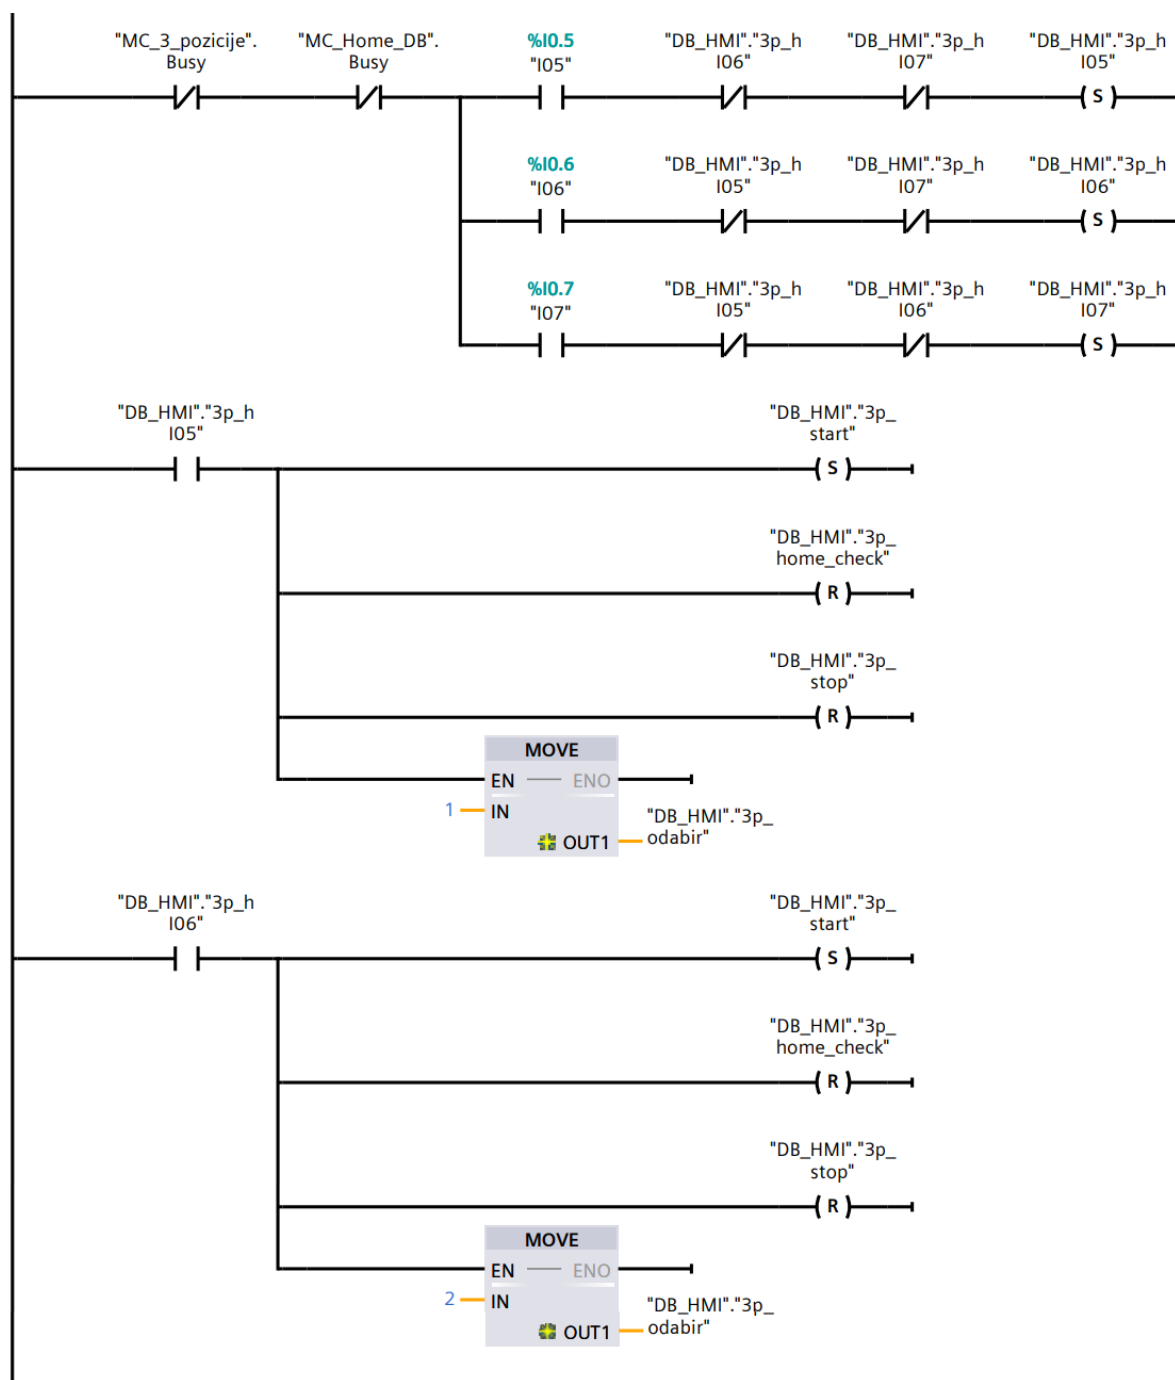 "MC_3_pozicije".
Busy
"MC_Home_DB".
Busy
%I0.5
"I05"
"DB_HMI"."3p_h
I06"
"DB_HMI"."3p_h
I07"
"DB_HMI"."3p_h
I05"
S
%I0.6
"I06"
"DB_HMI"."3p_h
I05"
"DB_HMI"."3p_h
I07"
"DB_HMI"."3p_h
I06"
S
%I0.7
"I07"
"DB_HMI"."3p_h
I05"
"DB_HMI"."3p_h
I06"
"DB_HMI"."3p_h
I07"
S
"DB_HMI"."3p_h
I05"
"DB_HMI"."3p_
start"
S
"DB_HMI"."3p_
home_check"
R
"DB_HMI"."3p_
stop"
R
MOVE
EN ENO
1 IN
OUT1
"DB_HMI"."3p_
odabir"
"DB_HMI"."3p_h
I06"
"DB_HMI"."3p_
start"
S
"DB_HMI"."3p_
home_check"
R
"DB_HMI"."3p_
stop"
R
MOVE
EN ENO
2 IN
OUT1
"DB_HMI"."3p_
odabir"